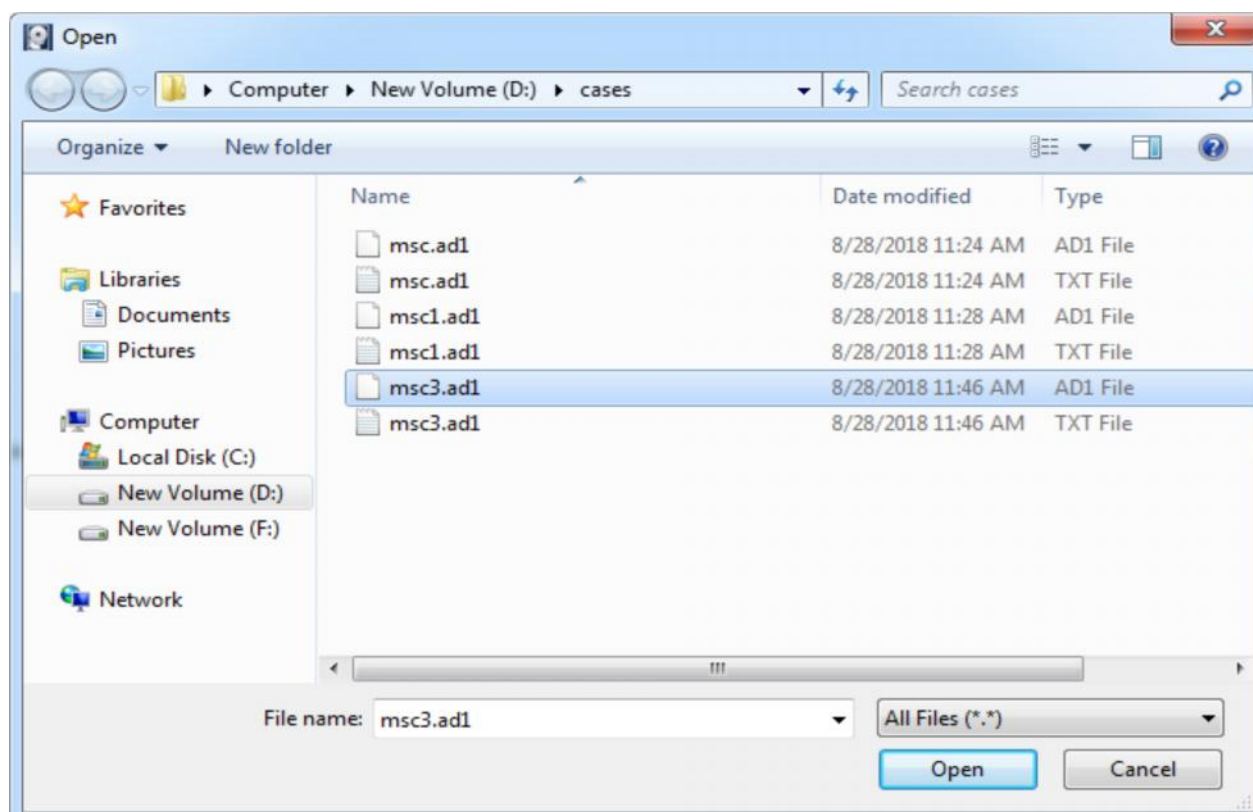 Open
Computer New Volume (D:) cases
Search cases
Organize New folder
Favorites
Libraries
Documents
Pictures
Computer
Local Disk (C:)
New Volume (D:)
New Volume (F:)
Network
Name Date modified Type
msc.ad1 8/28/2018 11:24 AM AD1 File
msc.ad1 8/28/2018 11:24 AM TXT File
msc1.ad1 8/28/2018 11:28 AM AD1 File
msc1.ad1 8/28/2018 11:28 AM TXT File
msc3.ad1 8/28/2018 11:46 AM AD1 File
msc3.ad1 8/28/2018 11:46 AM TXT File
File name: msc3.ad1 All Files (*.*)
Open Cancel